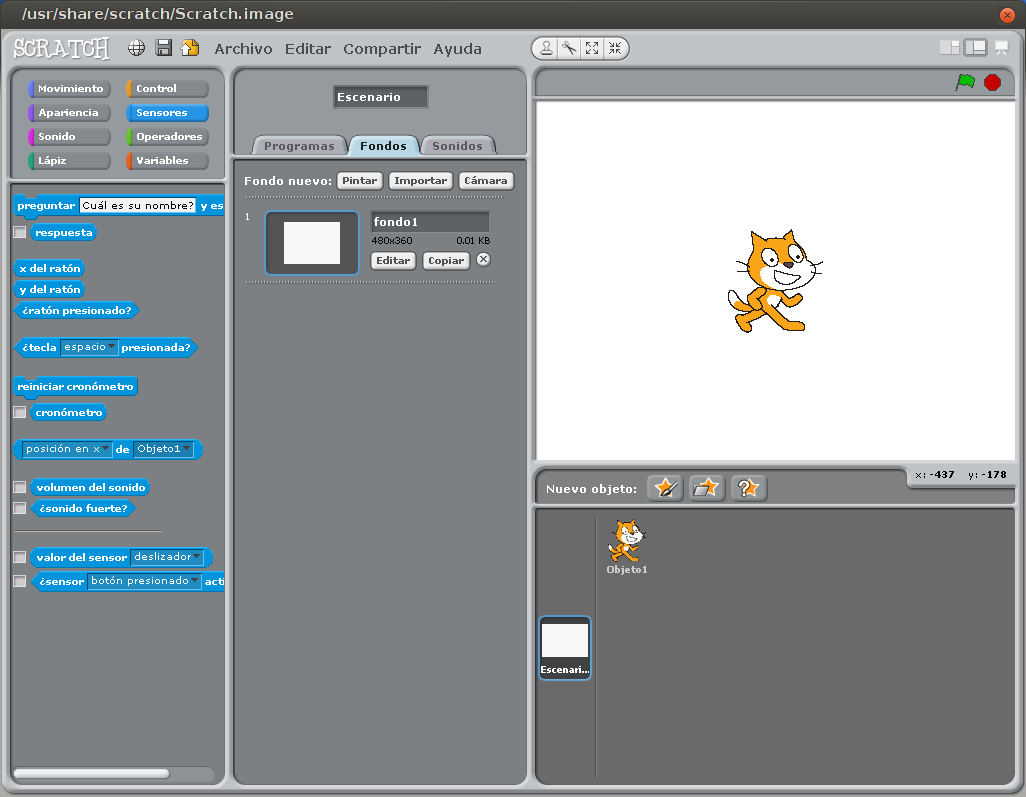 /usr/share/scratch/Scratch.image
SCRATCH Archivo Editar Compartir Ayuda
Movimiento Control
Apariencia Sensores
Sonido Operadores
Lápiz Variables
preguntar Cuál es su nombre? y es
respuesta
x del ratón
y del ratón
¿ratón presionado?
¿tecla espacio presionada?
reiniciar cronómetro
cronómetro
posición en x de Objeto1
volumen del sonido
¿sonido fuerte?
valor del sensor deslizador
¿sensor botón presionado acti
Escenario
Programas Fondos Sonidos
Fondo nuevo: Pintar Importar Cámara
1
fondo1
480x360 0.01 KB
Editar Copiar
x: -437 y: -178
Nuevo objeto:
Objeto1
Escenari...